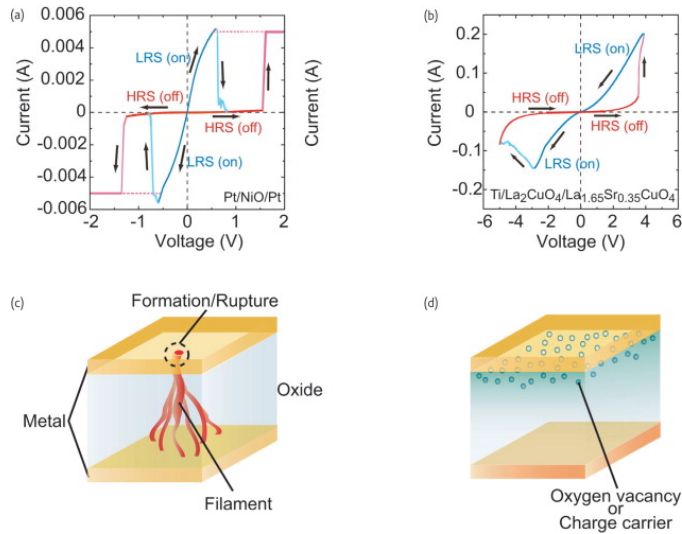 (a)
Current (A)
0.006
0.004
0.002
0
-0.002
-0.004
-0.006
LRS (on)
HRS (off)
HRS (off)
LRS (on)
Pt/NiO/Pt
-2
-1
0
1
2
Voltage (V)
(b)
Current (A)
0.2
0.1
0
-0.1
-0.2
LRS (on)
HRS (off)
HRS (off)
LRS (on)
Ti/La2CuO4/La1.65Sr0.35CuO4
-6
-4
-2
0
2
4
6
Voltage (V)
(c)
Formation/Rupture
Metal
Oxide
Filament
(d)
Oxygen vacancy
or
Charge carrier